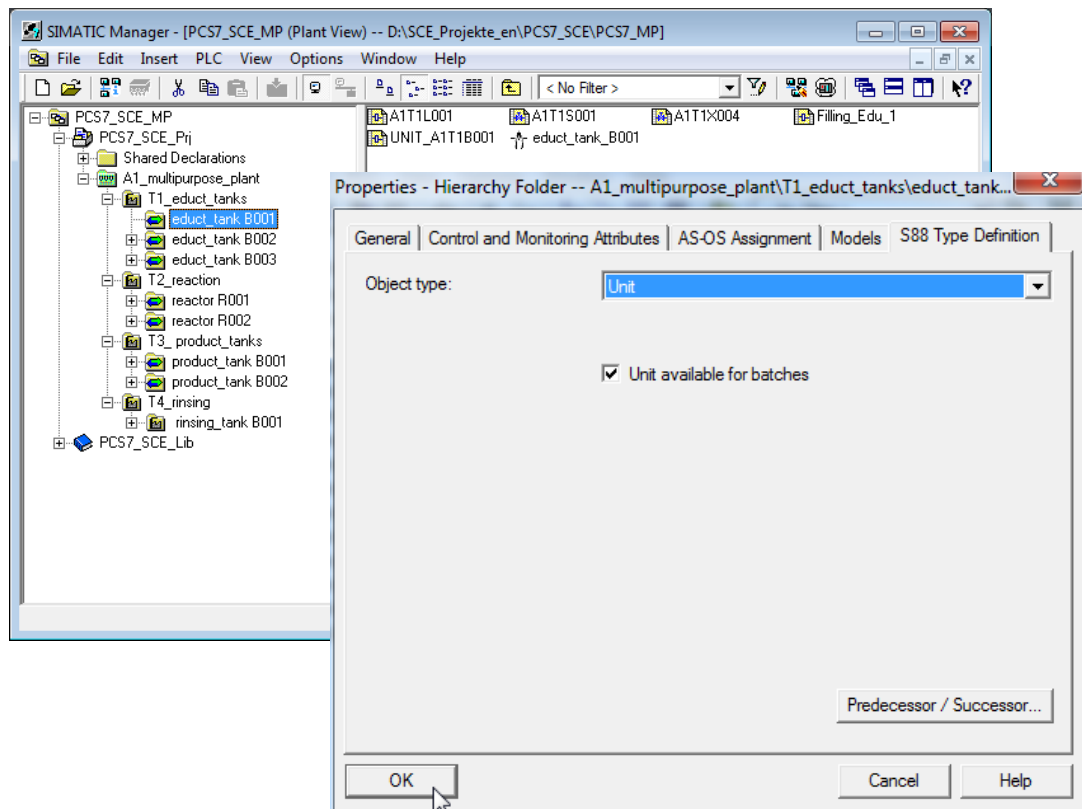 SIMATIC Manager - [PCS7_SCE_MP (Plant View) -- D:\SCE_Projekte_en\PCS7_SCE\PCS7_MP]
File Edit Insert PLC View Options Window Help
< No Filter >
PCS7_SCE_MP
PCS7_SCE_Prj
Shared Declarations
A1_multipurpose_plant
T1_educt_tanks
educt_tank B001
educt_tank B002
educt_tank B003
T2_reaction
reactor R001
reactor R002
T3_ product_tanks
product_tank B001
product_tank B002
T4_rinsing
rinsing_tank B001
PCS7_SCE_Lib
A1T1L001 A1T1S001 A1T1X004 Filling_Edu_1
UNIT_A1T1B001 educt_tank_B001
Properties - Hierarchy Folder -- A1_multipurpose_plant\T1_educt_tanks\educt_tank...
General Control and Monitoring Attributes AS-OS Assignment Models S88 Type Definition
Object type: Unit
Unit available for batches
Predecessor / Successor...
OK Cancel Help